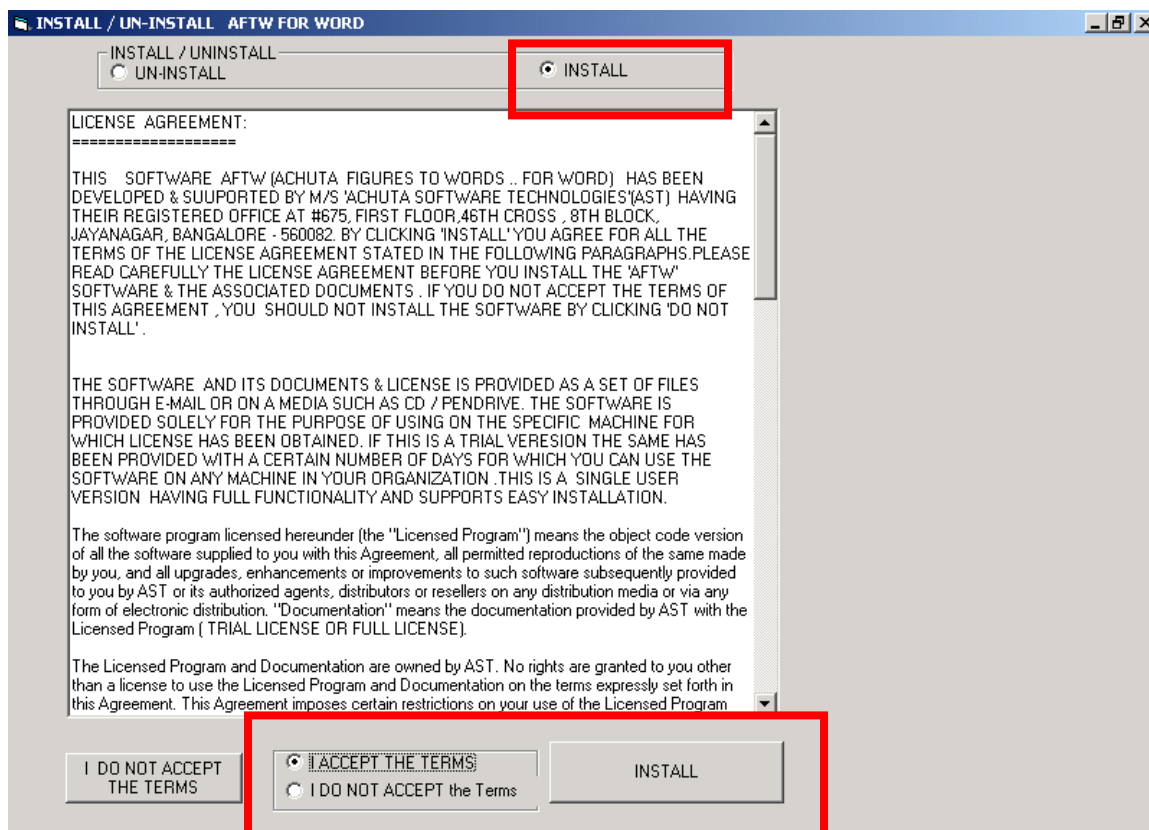 INSTALL / UN-INSTALL AFTW FOR WORD
INSTALL / UNINSTALL
UN-INSTALL
INSTALL
LICENSE AGREEMENT:
===================
THIS SOFTWARE AFTW (ACHUTA FIGURES TO WORDS .. FOR WORD) HAS BEEN
DEVELOPED & SUUPORTED BY M/S 'ACHUTA SOFTWARE TECHNOLOGIES'(AST) HAVING
THEIR REGISTERED OFFICE AT #675, FIRST FLOOR,46TH CROSS , 8TH BLOCK,
JAYANAGAR, BANGALORE - 560082. BY CLICKING 'INSTALL' YOU AGREE FOR ALL THE
TERMS OF THE LICENSE AGREEMENT STATED IN THE FOLLOWING PARAGRAPHS.PLEASE
READ CAREFULLY THE LICENSE AGREEMENT BEFORE YOU INSTALL THE 'AFTW'
SOFTWARE & THE ASSOCIATED DOCUMENTS . IF YOU DO NOT ACCEPT THE TERMS OF
THIS AGREEMENT , YOU SHOULD NOT INSTALL THE SOFTWARE BY CLICKING 'DO NOT
INSTALL' .
THE SOFTWARE AND ITS DOCUMENTS & LICENSE IS PROVIDED AS A SET OF FILES
THROUGH E-MAIL OR ON A MEDIA SUCH AS CD / PENDRIVE. THE SOFTWARE IS
PROVIDED SOLELY FOR THE PURPOSE OF USING ON THE SPECIFIC MACHINE FOR
WHICH LICENSE HAS BEEN OBTAINED. IF THIS IS A TRIAL VERESION THE SAME HAS
BEEN PROVIDED WITH A CERTAIN NUMBER OF DAYS FOR WHICH YOU CAN USE THE
SOFTWARE ON ANY MACHINE IN YOUR ORGANIZATION .THIS IS A SINGLE USER
VERSION HAVING FULL FUNCTIONALITY AND SUPPORTS EASY INSTALLATION.
The software program licensed hereunder (the "Licensed Program") means the object code version
of all the software supplied to you with this Agreement, all permitted reproductions of the same made
by you, and all upgrades, enhancements or improvements to such software subsequently provided
to you by AST or its authorized agents, distributors or resellers on any distribution media or via any
form of electronic distribution. "Documentation" means the documentation provided by AST with the
Licensed Program ( TRIAL LICENSE OR FULL LICENSE).
The Licensed Program and Documentation are owned by AST. No rights are granted to you other
than a license to use the Licensed Program and Documentation on the terms expressly set forth in
this Agreement. This Agreement imposes certain restrictions on your use of the Licensed Program
I DO NOT ACCEPT
THE TERMS
I ACCEPT THE TERMS
I DO NOT ACCEPT the Terms
INSTALL